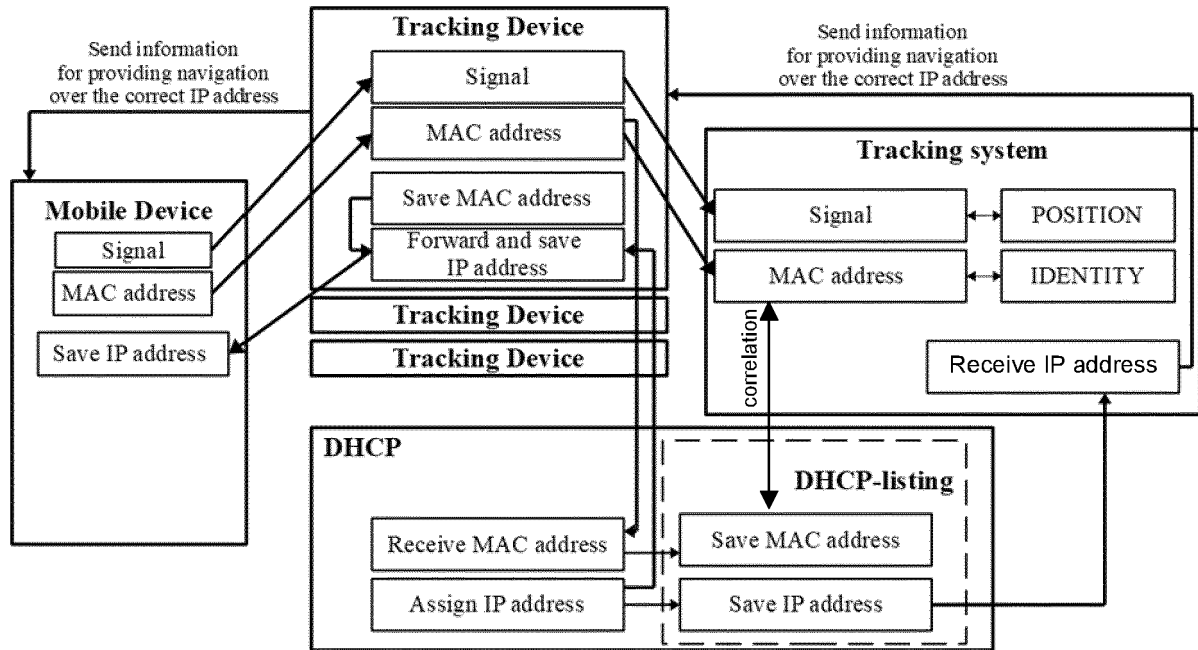 Send information
for providing navigation
over the correct IP address
Tracking Device
Signal
MAC address
Save MAC address
Forward and save
IP address
Tracking Device
Tracking Device
Send information
for providing navigation
over the correct IP address
Mobile Device
Signal
MAC address
Save IP address
Tracking system
Signal
POSITION
MAC address
IDENTITY
Receive IP address
correlation
DHCP
DHCP-listing
Receive MAC address
Save MAC address
Assign IP address
Save IP address